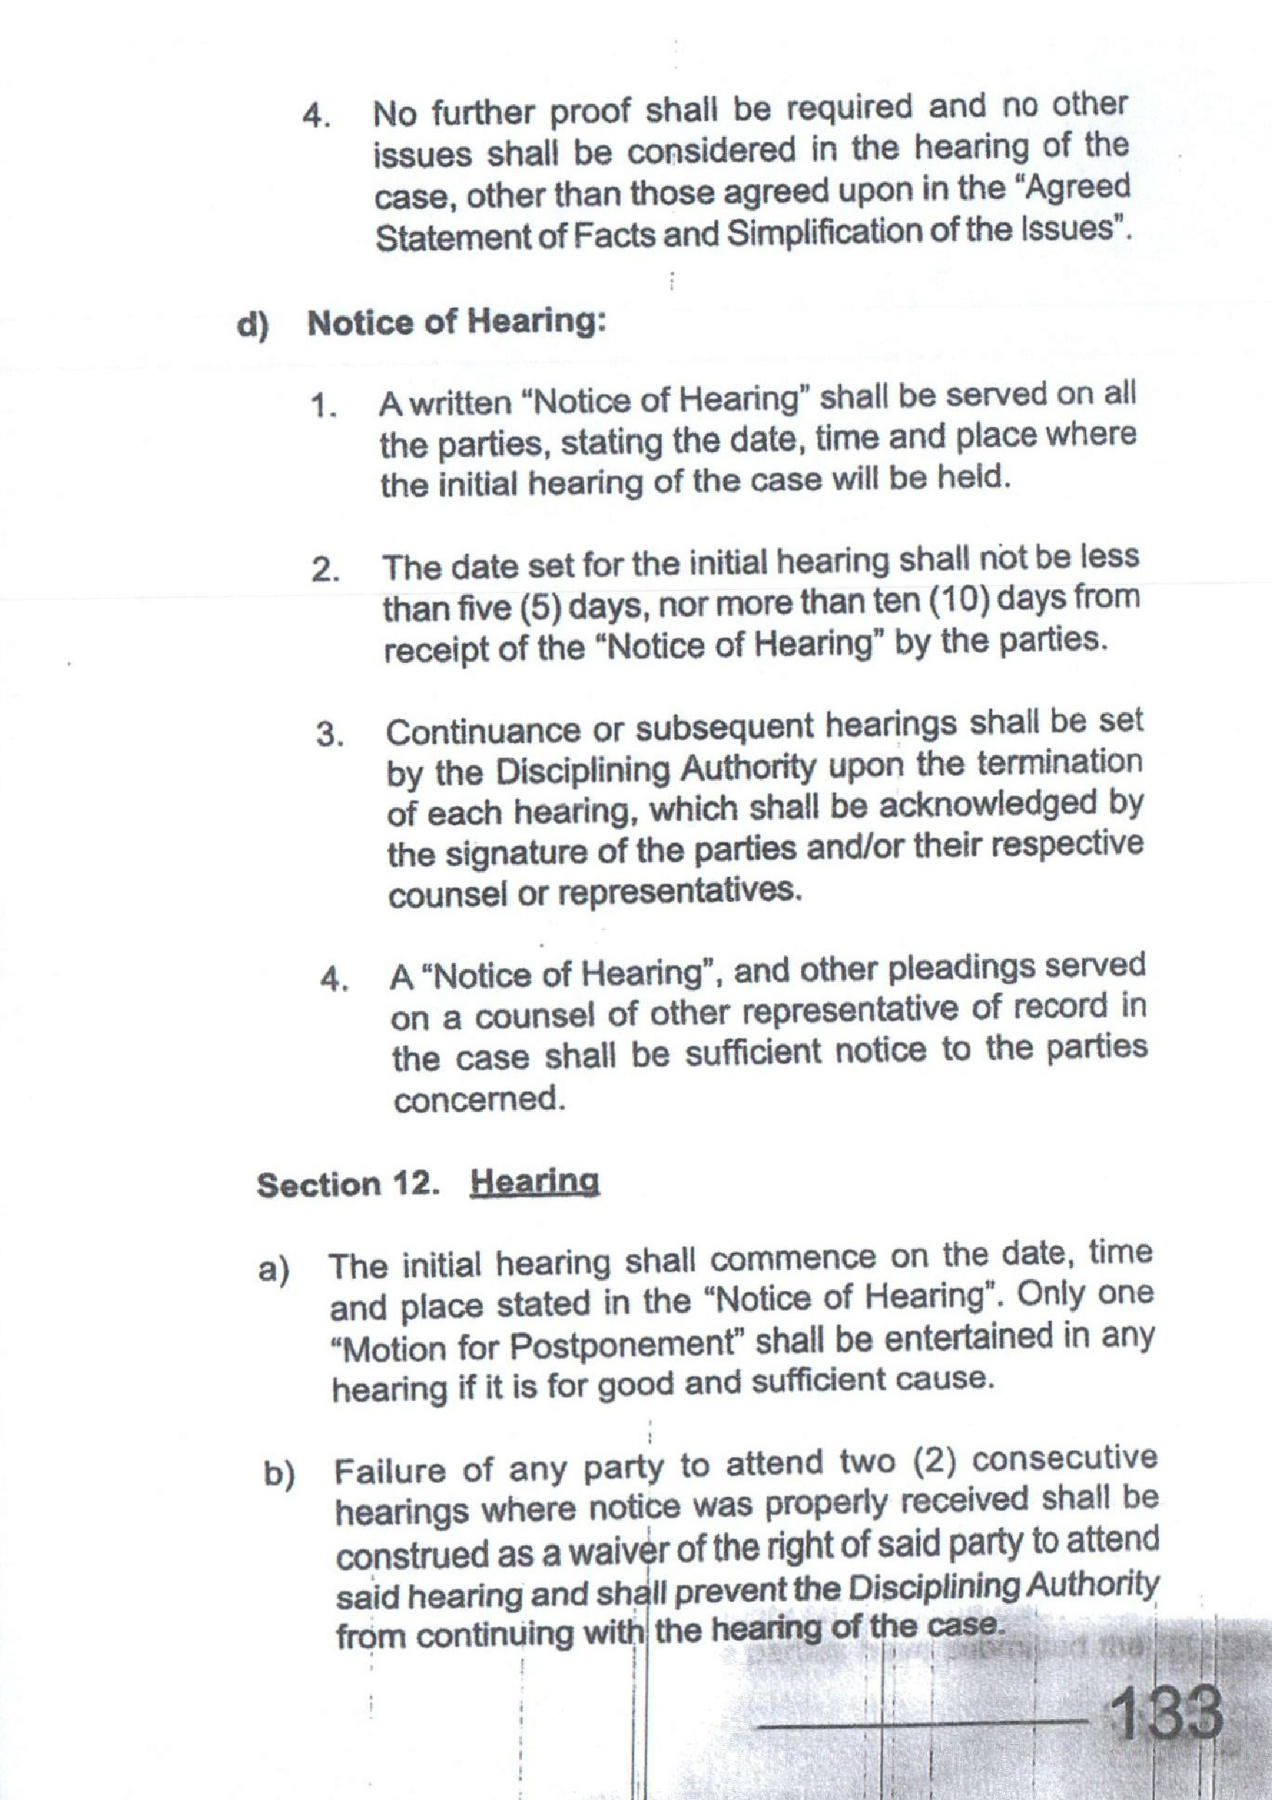 4. No further proof shall be required and no other
issues shall be considered in the hearing of the
case, other than those agreed upon in the “Agreed
Statement of Facts and Simplification of the Issues”.
d) Notice of Hearing:
1. A written “Notice of Hearing” shall be served on all
the parties, stating the date, time and place where
the initial hearing of the case will be held.
2. The date set for the initial hearing shall not be less
than five (5) days, nor more than ten (10) days from
receipt of the “Notice of Hearing” by the parties.
3. Continuance or subsequent hearings shall be set
by the Disciplining Authority upon the termination
of each hearing, which shall be acknowledged by
the signature of the parties and/or their respective
counsel or representatives.
4. A “Notice of Hearing”, and other pleadings served
on a counsel of other representative of record in
the case shall be sufficient notice to the parties
concerned.
Section 12. Hearing
a) The initial hearing shall commence on the date, time
and place stated in the “Notice of Hearing”. Only one
“Motion for Postponement” shall be entertained in any
hearing if it is for good and sufficient cause.
b) Failure of any party to attend two (2) consecutive
hearings where notice was properly received shall be
construed as a waiver of the right of said party to attend
said hearing and shall prevent the Disciplining Authority
from continuing with the hearing of the case.
133